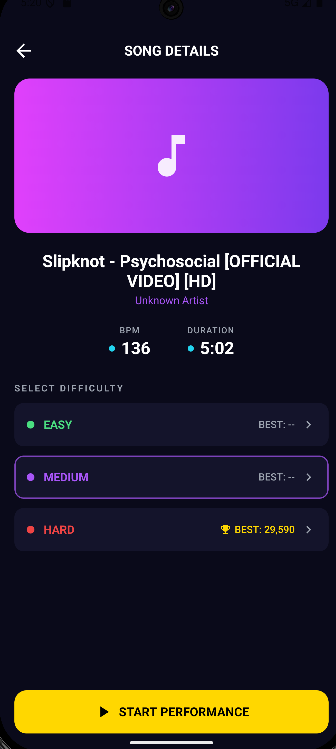 SONG DETAILS
Slipknot - Psychosocial [OFFICIAL
VIDEO] [HD]
Unknown Artist
BPM DURATION
136 5:02
SELECT DIFFICULTY
EASY BEST: --
MEDIUM BEST: --
HARD BEST: 29,590
START PERFORMANCE